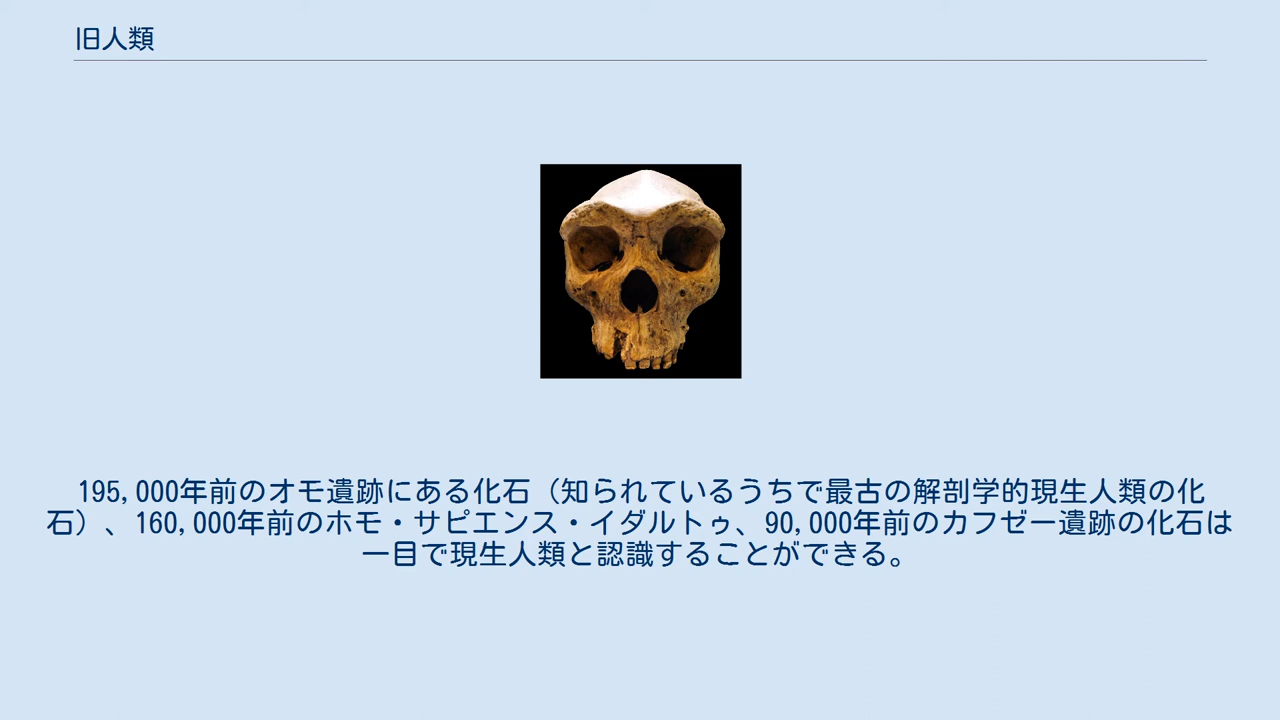 旧人類
195,000年前のオモ遺跡にある化石（知られているうちで最古の解剖学的現生人類の化
石）、160,000年前のホモ・サピエンス・イダルトゥ、90,000年前のカフゼー遺跡の化石は
一目で現生人類と認識することができる。